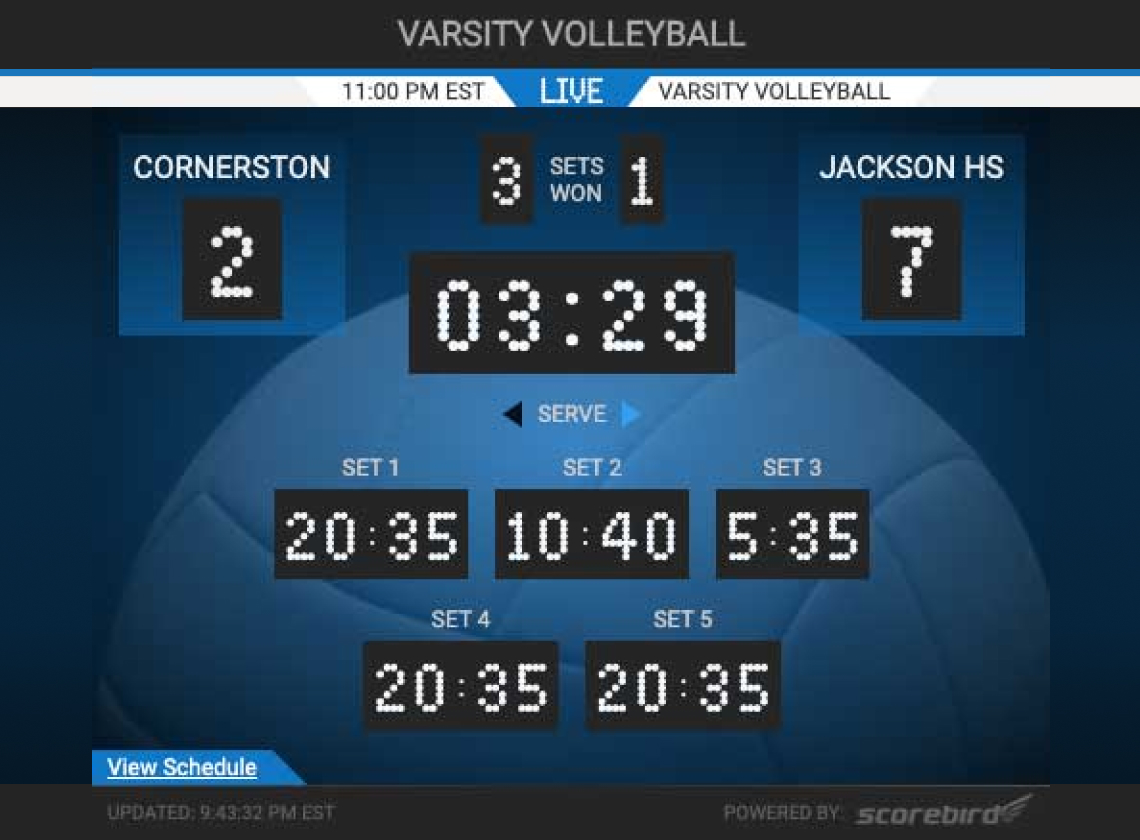 VARSITY VOLLEYBALL
11:00 PM EST LIVE VARSITY VOLLEYBALL
CORNERSTON 3 SETS WON 1 JACKSON HS
2 7
03:29
SERVE
SET 1 SET 2 SET 3
20:35 10:40 5:35
SET 4 SET 5
20:35 20:35
View Schedule
UPDATED: 9:43:32 PM EST POWERED BY: scorebird